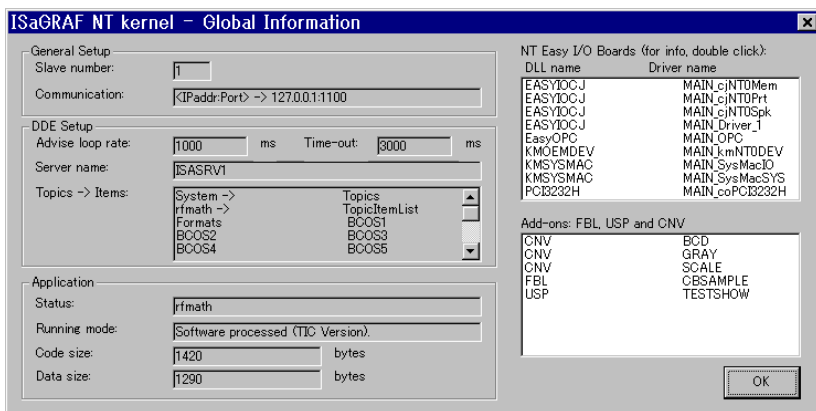 ISaGRAF NT kernel - Global Information
General Setup
Slave number: 1
Communication: <IPaddr:Port> -> 127.0.0.1:1100
DDE Setup
Advise loop rate: 1000 ms Time-out: 3000 ms
Server name: ISASRV1
Topics -> Items:
System -> Topics
rfmath -> TopicItemList
Formats BCOS1
BCOS2 BCOS3
BCOS4 BCOS5
Application
Status: rfmath
Running mode: Software processed (TIC Version).
Code size: 1420 bytes
Data size: 1290 bytes
NT Easy I/O Boards (for info, double click):
DLL name Driver name
EASYIOCJ MAIN_cjNT0Mem
EASYIOCJ MAIN_cjNT0Prt
EASYIOCJ MAIN_cjNT0Spk
EASYIOCJ MAIN_Driver_1
EasyOPC MAIN_OPC
KMOEMDEV MAIN_kmNT0DEV
KMSYSMAC MAIN_SysMacIO
KMSYSMAC MAIN_SysMacSYS
PCI3232H MAIN_coPCI3232H
Add-ons: FBL, USP and CNV
CNV BCD
CNV GRAY
CNV SCALE
FBL CBSAMPLE
USP TESTSHOW
OK